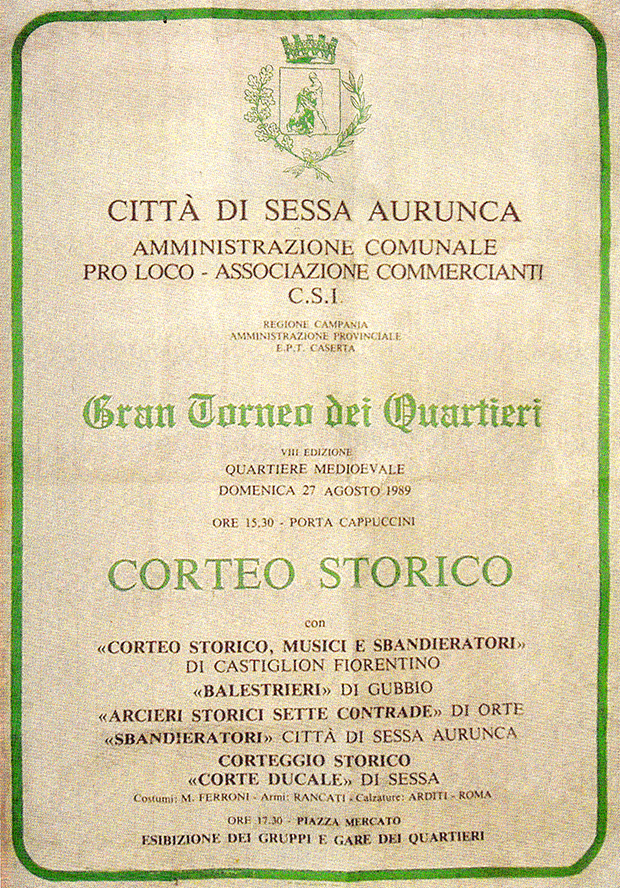 CITTÀ DI SESSA AURUNCA
AMMINISTRAZIONE COMUNALE
PRO LOCO - ASSOCIAZIONE COMMERCIANTI
C.S.I.
REGIONE CAMPANIA
AMMINISTRAZIONE PROVINCIALE
E.P.T. CASERTA
Gran Torneo dei Quartieri
VIII EDIZIONE
QUARTIERE MEDIOEVALE
DOMENICA 27 AGOSTO 1989
ORE 15,30 - PORTA CAPPUCCINI
CORTEO STORICO
con
«CORTEO STORICO, MUSICI E SBANDIERATORI»
DI CASTIGLION FIORENTINO
«BALESTRIERI» DI GUBBIO
«ARCIERI STORICI SETTE CONTRADE» DI ORTE
«SBANDIERATORI» CITTÀ DI SESSA AURUNCA
CORTEGGIO STORICO
«CORTE DUCALE» DI SESSA
Costumi: M. FERRONI - Armi: RANCATI - Calzature: ARDITI - ROMA
ORE 17.30 - PIAZZA MERCATO
ESIBIZIONE DEI GRUPPI E GARE DEI QUARTIERI